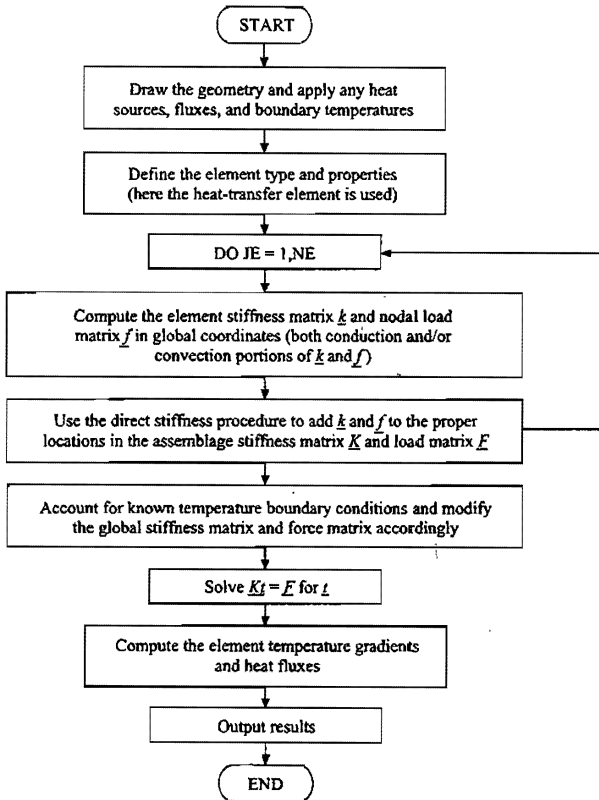 START
Draw the geometry and apply any heat
sources, fluxes, and boundary temperatures
Define the element type and properties
(here the heat-transfer element is used)
DO JE = 1,NE
Compute the element stiffness matrix k and nodal load
matrix f in global coordinates (both conduction and/or
convection portions of k and f)
Use the direct stiffness procedure to add k and f to the proper
locations in the assemblage stiffness matrix K and load matrix F
Account for known temperature boundary conditions and modify
the global stiffness matrix and force matrix accordingly
Solve Kt = F for t
Compute the element temperature gradients
and heat fluxes
Output results
END